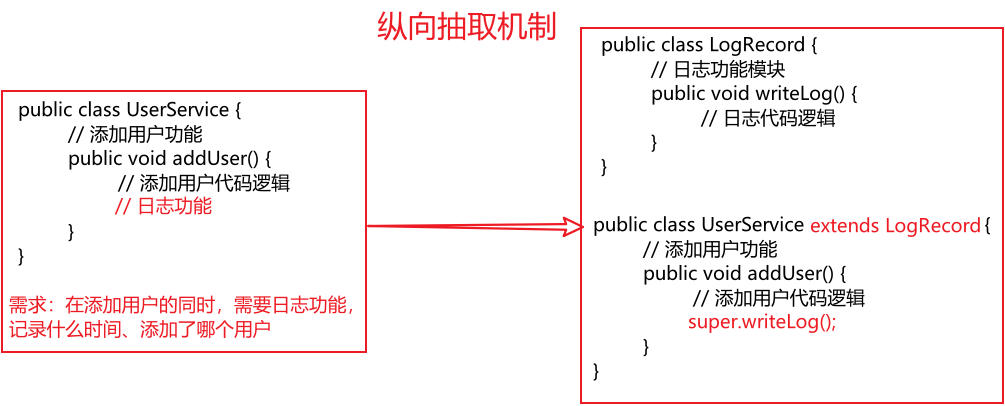 纵向抽取机制
public class UserService {
// 添加用户功能
public void addUser() {
// 添加用户代码逻辑
// 日志功能
}
}
需求：在添加用户的同时，需要日志功能，
记录什么时间、添加了哪个用户
public class LogRecord {
// 日志功能模块
public void writeLog() {
// 日志代码逻辑
}
}
public class UserService extends LogRecord {
// 添加用户功能
public void addUser() {
// 添加用户代码逻辑
super.writeLog();
}
}